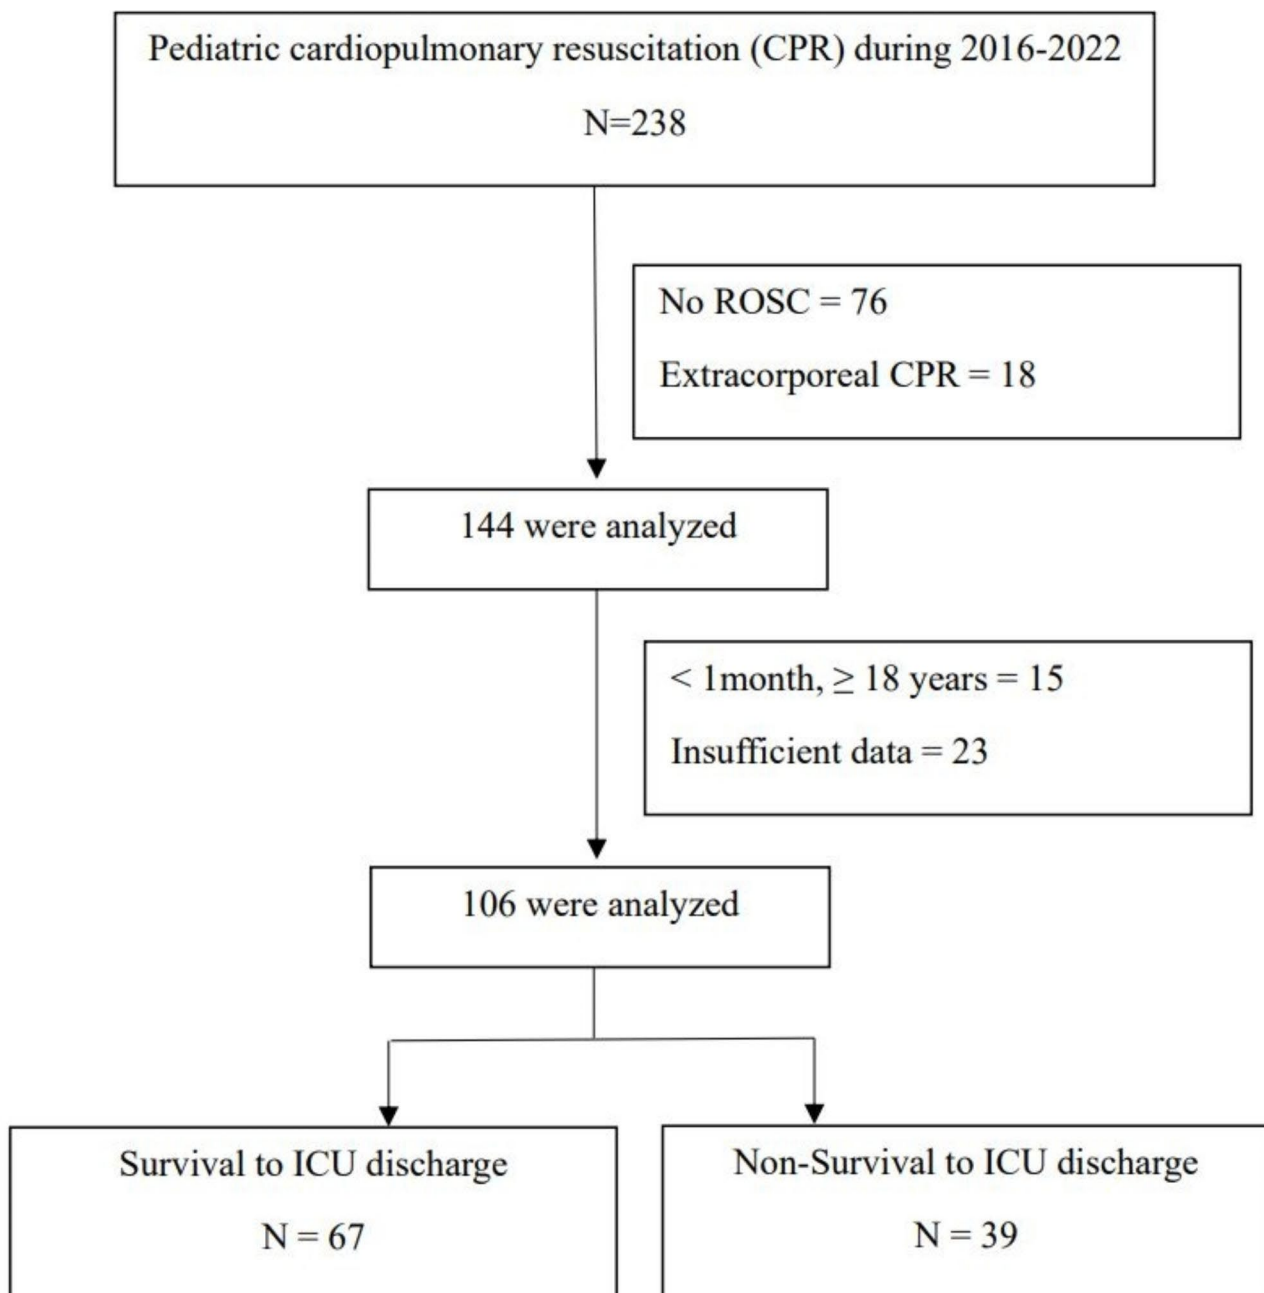 Pediatric cardiopulmonary resuscitation (CPR) during 2016-2022
N=238
No ROSC = 76
Extracorporeal CPR = 18
144 were analyzed
< 1month, ≥ 18 years = 15
Insufficient data = 23
106 were analyzed
Survival to ICU discharge
N = 67
Non-Survival to ICU discharge
N = 39